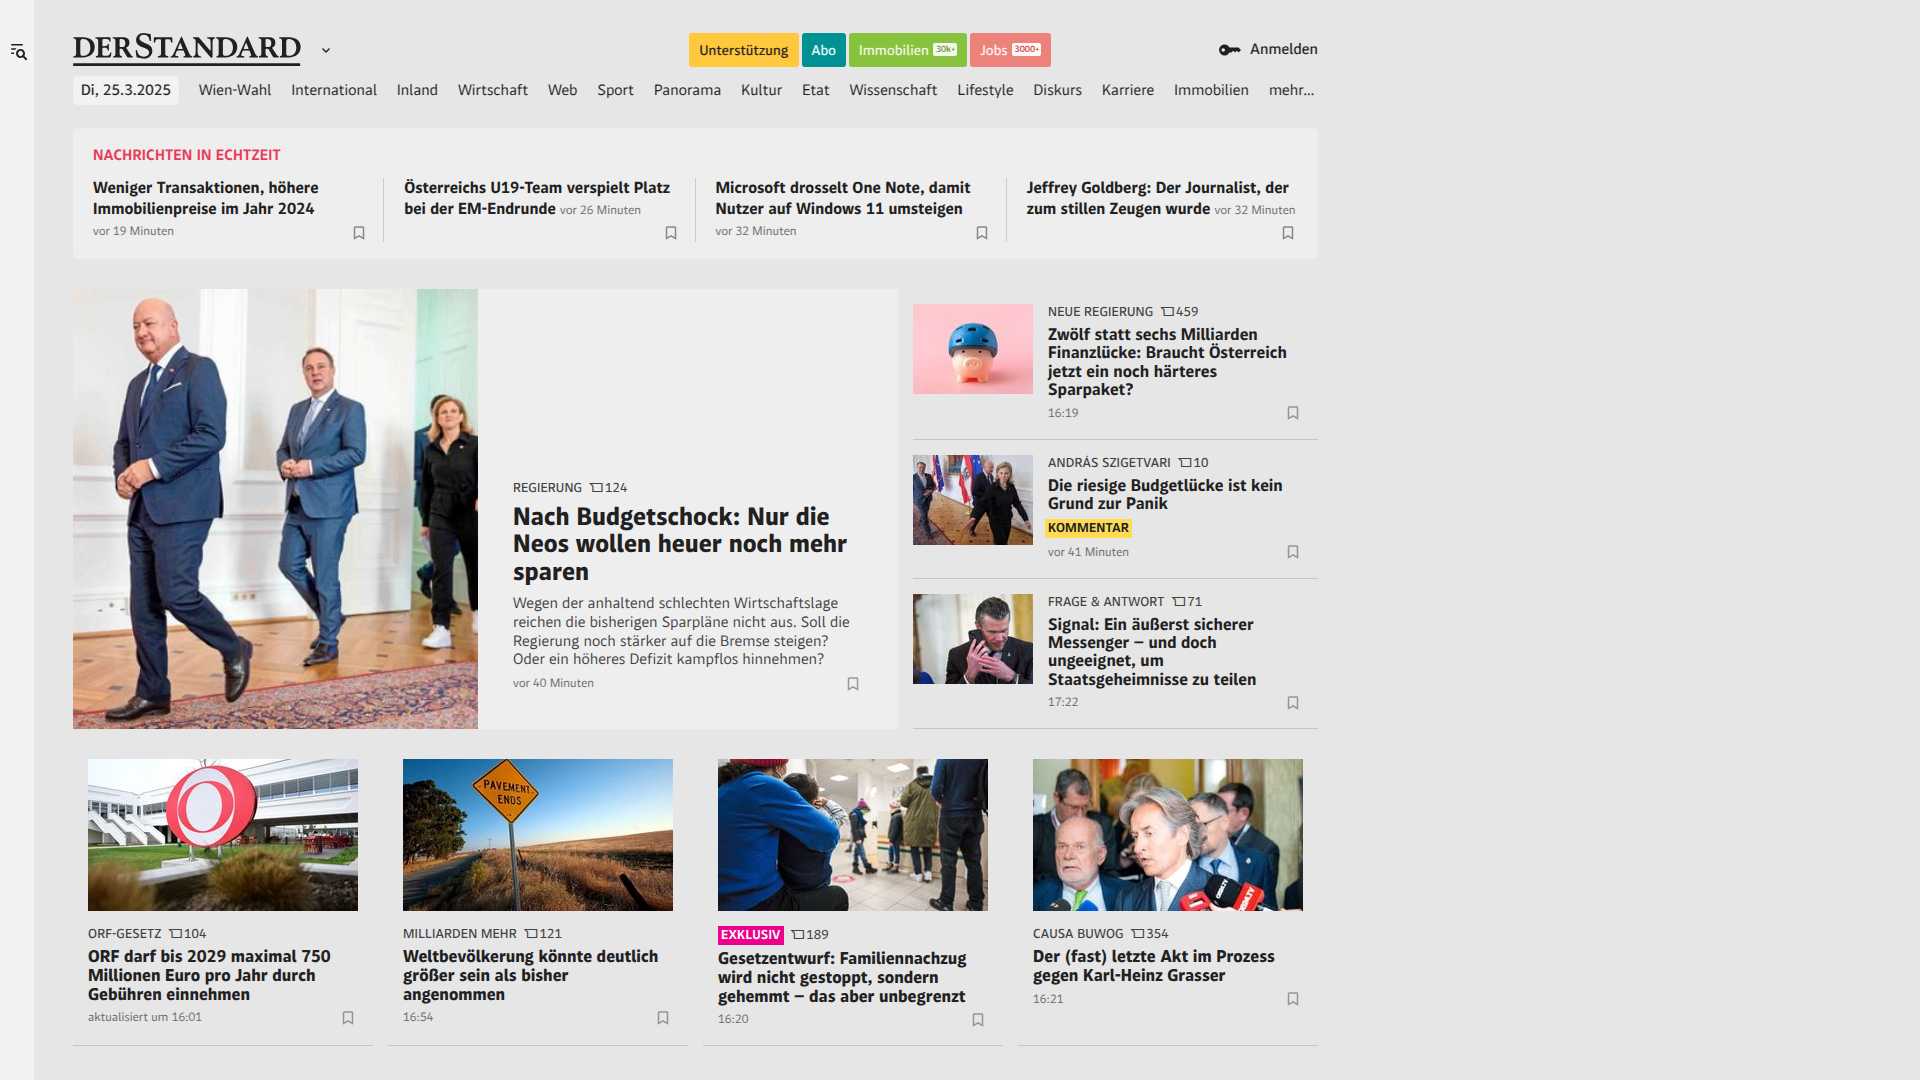 DERSTANDARD
Unterstützung
Abo
Immobilien 30k+
Jobs 3000+
Anmelden
Di, 25.3.2025
Wien-Wahl
International
Inland
Wirtschaft
Web
Sport
Panorama
Kultur
Etat
Wissenschaft
Lifestyle
Diskurs
Karriere
Immobilien
mehr...
NACHRICHTEN IN ECHTZEIT
Weniger Transaktionen, höhere
Immobilienpreise im Jahr 2024
vor 19 Minuten
Österreichs U19-Team verspielt Platz
bei der EM-Endrunde vor 26 Minuten
Microsoft drosselt One Note, damit
Nutzer auf Windows 11 umsteigen
vor 32 Minuten
Jeffrey Goldberg: Der Journalist, der
zum stillen Zeugen wurde vor 32 Minuten
REGIERUNG 124
Nach Budgetschock: Nur die
Neos wollen heuer noch mehr
sparen
Wegen der anhaltend schlechten Wirtschaftslage
reichen die bisherigen Sparpläne nicht aus. Soll die
Regierung noch stärker auf die Bremse steigen?
Oder ein höheres Defizit kampflos hinnehmen?
vor 40 Minuten
NEUE REGIERUNG 459
Zwölf statt sechs Milliarden
Finanzlücke: Braucht Österreich
jetzt ein noch härteres
Sparpaket?
16:19
ANDRÁS SZIGETVARI 10
Die riesige Budgetlücke ist kein
Grund zur Panik
KOMMENTAR
vor 41 Minuten
FRAGE & ANTWORT 71
Signal: Ein äußerst sicherer
Messenger – und doch
ungeeignet, um
Staatsgeheimnisse zu teilen
17:22
ORF-GESETZ 104
ORF darf bis 2029 maximal 750
Millionen Euro pro Jahr durch
Gebühren einnehmen
aktualisiert um 16:01
PAVEMENT
ENDS
MILLIARDEN MEHR 121
Weltbevölkerung könnte deutlich
größer sein als bisher
angenommen
16:54
EXKLUSIV 189
Gesetzentwurf: Familiennachzug
wird nicht gestoppt, sondern
gehemmt – das aber unbegrenzt
16:20
CAUSA BUWOG 354
Der (fast) letzte Akt im Prozess
gegen Karl-Heinz Grasser
16:21